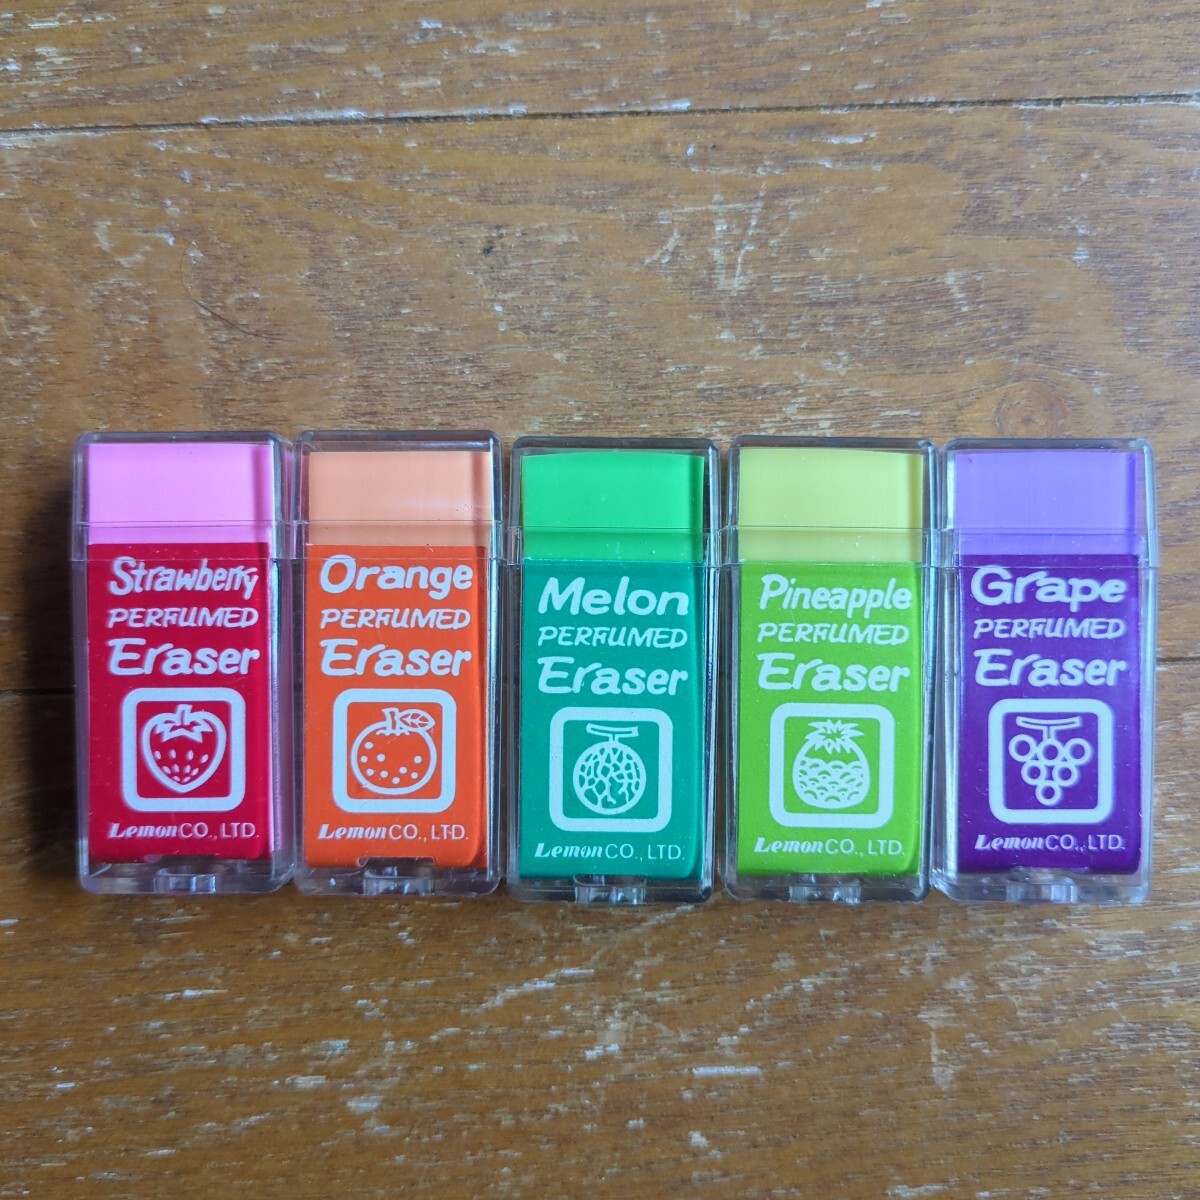 Strawberry
PERFUMED
Eraser
Lemon CO., LTD.
Orange
PERFUMED
Eraser
Lemon CO., LTD.
Melon
PERFUMED
Eraser
Lemon CO., LTD.
Pineapple
PERFUMED
Eraser
Lemon CO., LTD.
Grape
PERFUMED
Eraser
Lemon CO., LTD.